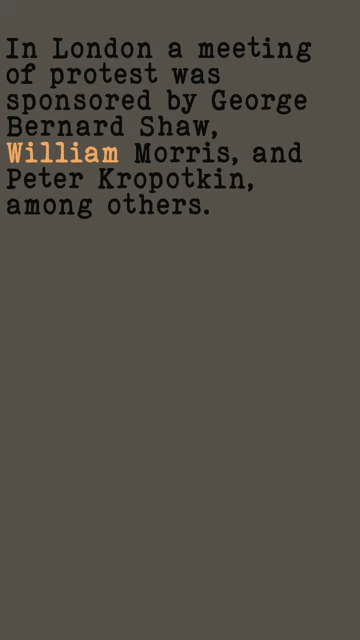 In London a meeting
of protest was
sponsored by George
Bernard Shaw,
William Morris, and
Peter Kropotkin,
among others.